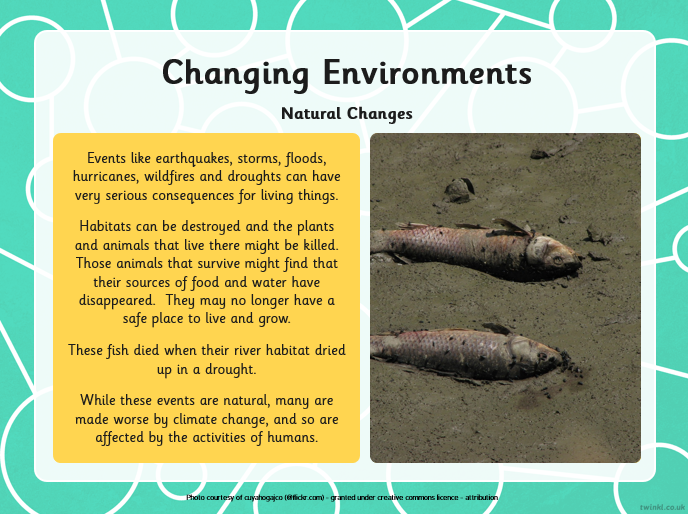 Changing Environments
Natural Changes
Events like earthquakes, storms, floods,
hurricanes, wildfires and droughts can have
very serious consequences for living things.
Habitats can be destroyed and the plants
and animals that live there might be killed.
Those animals that survive might find that
their sources of food and water have
disappeared.  They may no longer have a
safe place to live and grow.
These fish died when their river habitat dried
up in a drought.
While these events are natural, many are
made worse by climate change, and so are
affected by the activities of humans.
Photo courtesy of cuyahogajco (@flickr.com) - granted under creative commons licence - attribution
twinkl.co.uk